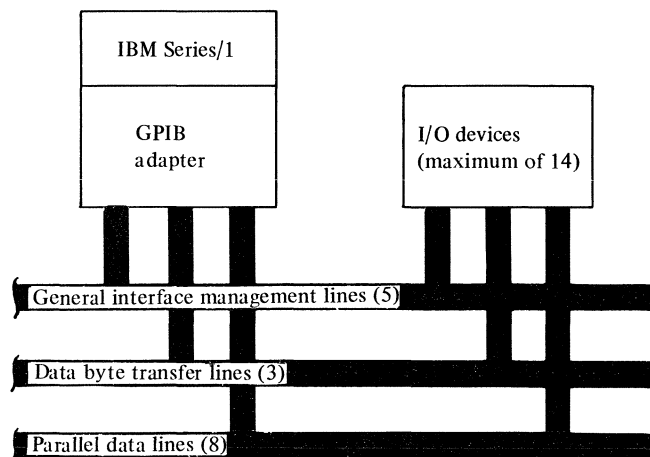 IBM Series/1
GPIB
adapter
I/O devices
(maximum of 14)
General interface management lines (5)
Data byte transfer lines (3)
Parallel data lines (8)